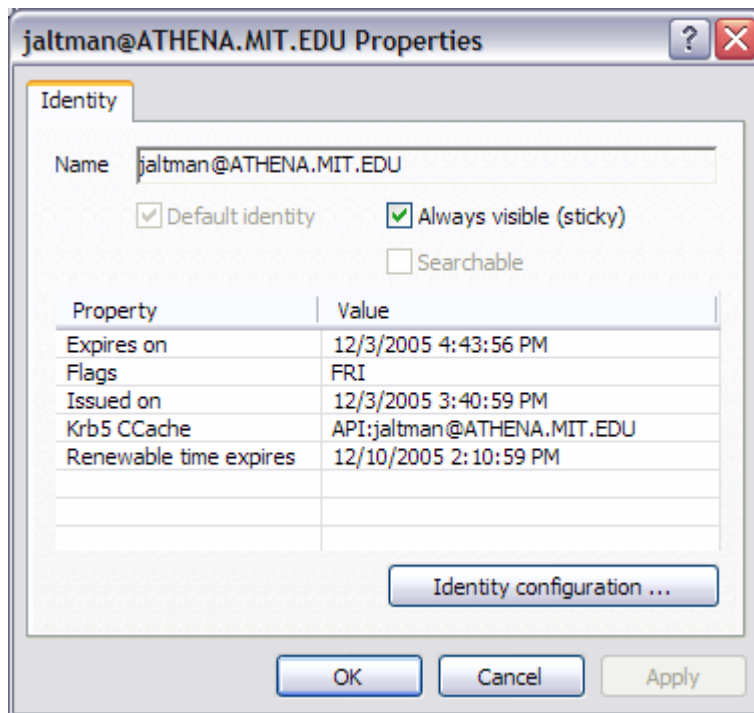 jaltman@ATHENA.MIT.EDU Properties
Identity
Name jaltman@ATHENA.MIT.EDU
Default identity Always visible (sticky)
Searchable
Property Value
Expires on 12/3/2005 4:43:56 PM
Flags FRI
Issued on 12/3/2005 3:40:59 PM
Krb5 CCache API:jaltman@ATHENA.MIT.EDU
Renewable time expires 12/10/2005 2:10:59 PM
Identity configuration ...
OK Cancel Apply